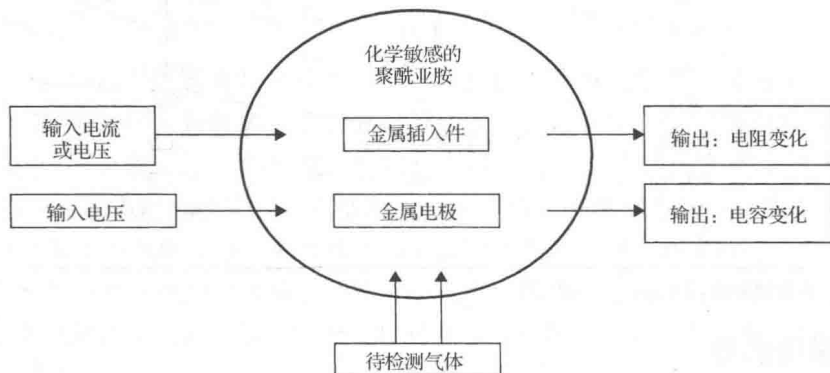 化学敏感的
聚酰亚胺
输入电流
或电压
金属插入件
输出：电阻变化
输入电压
金属电极
输出：电容变化
待检测气体